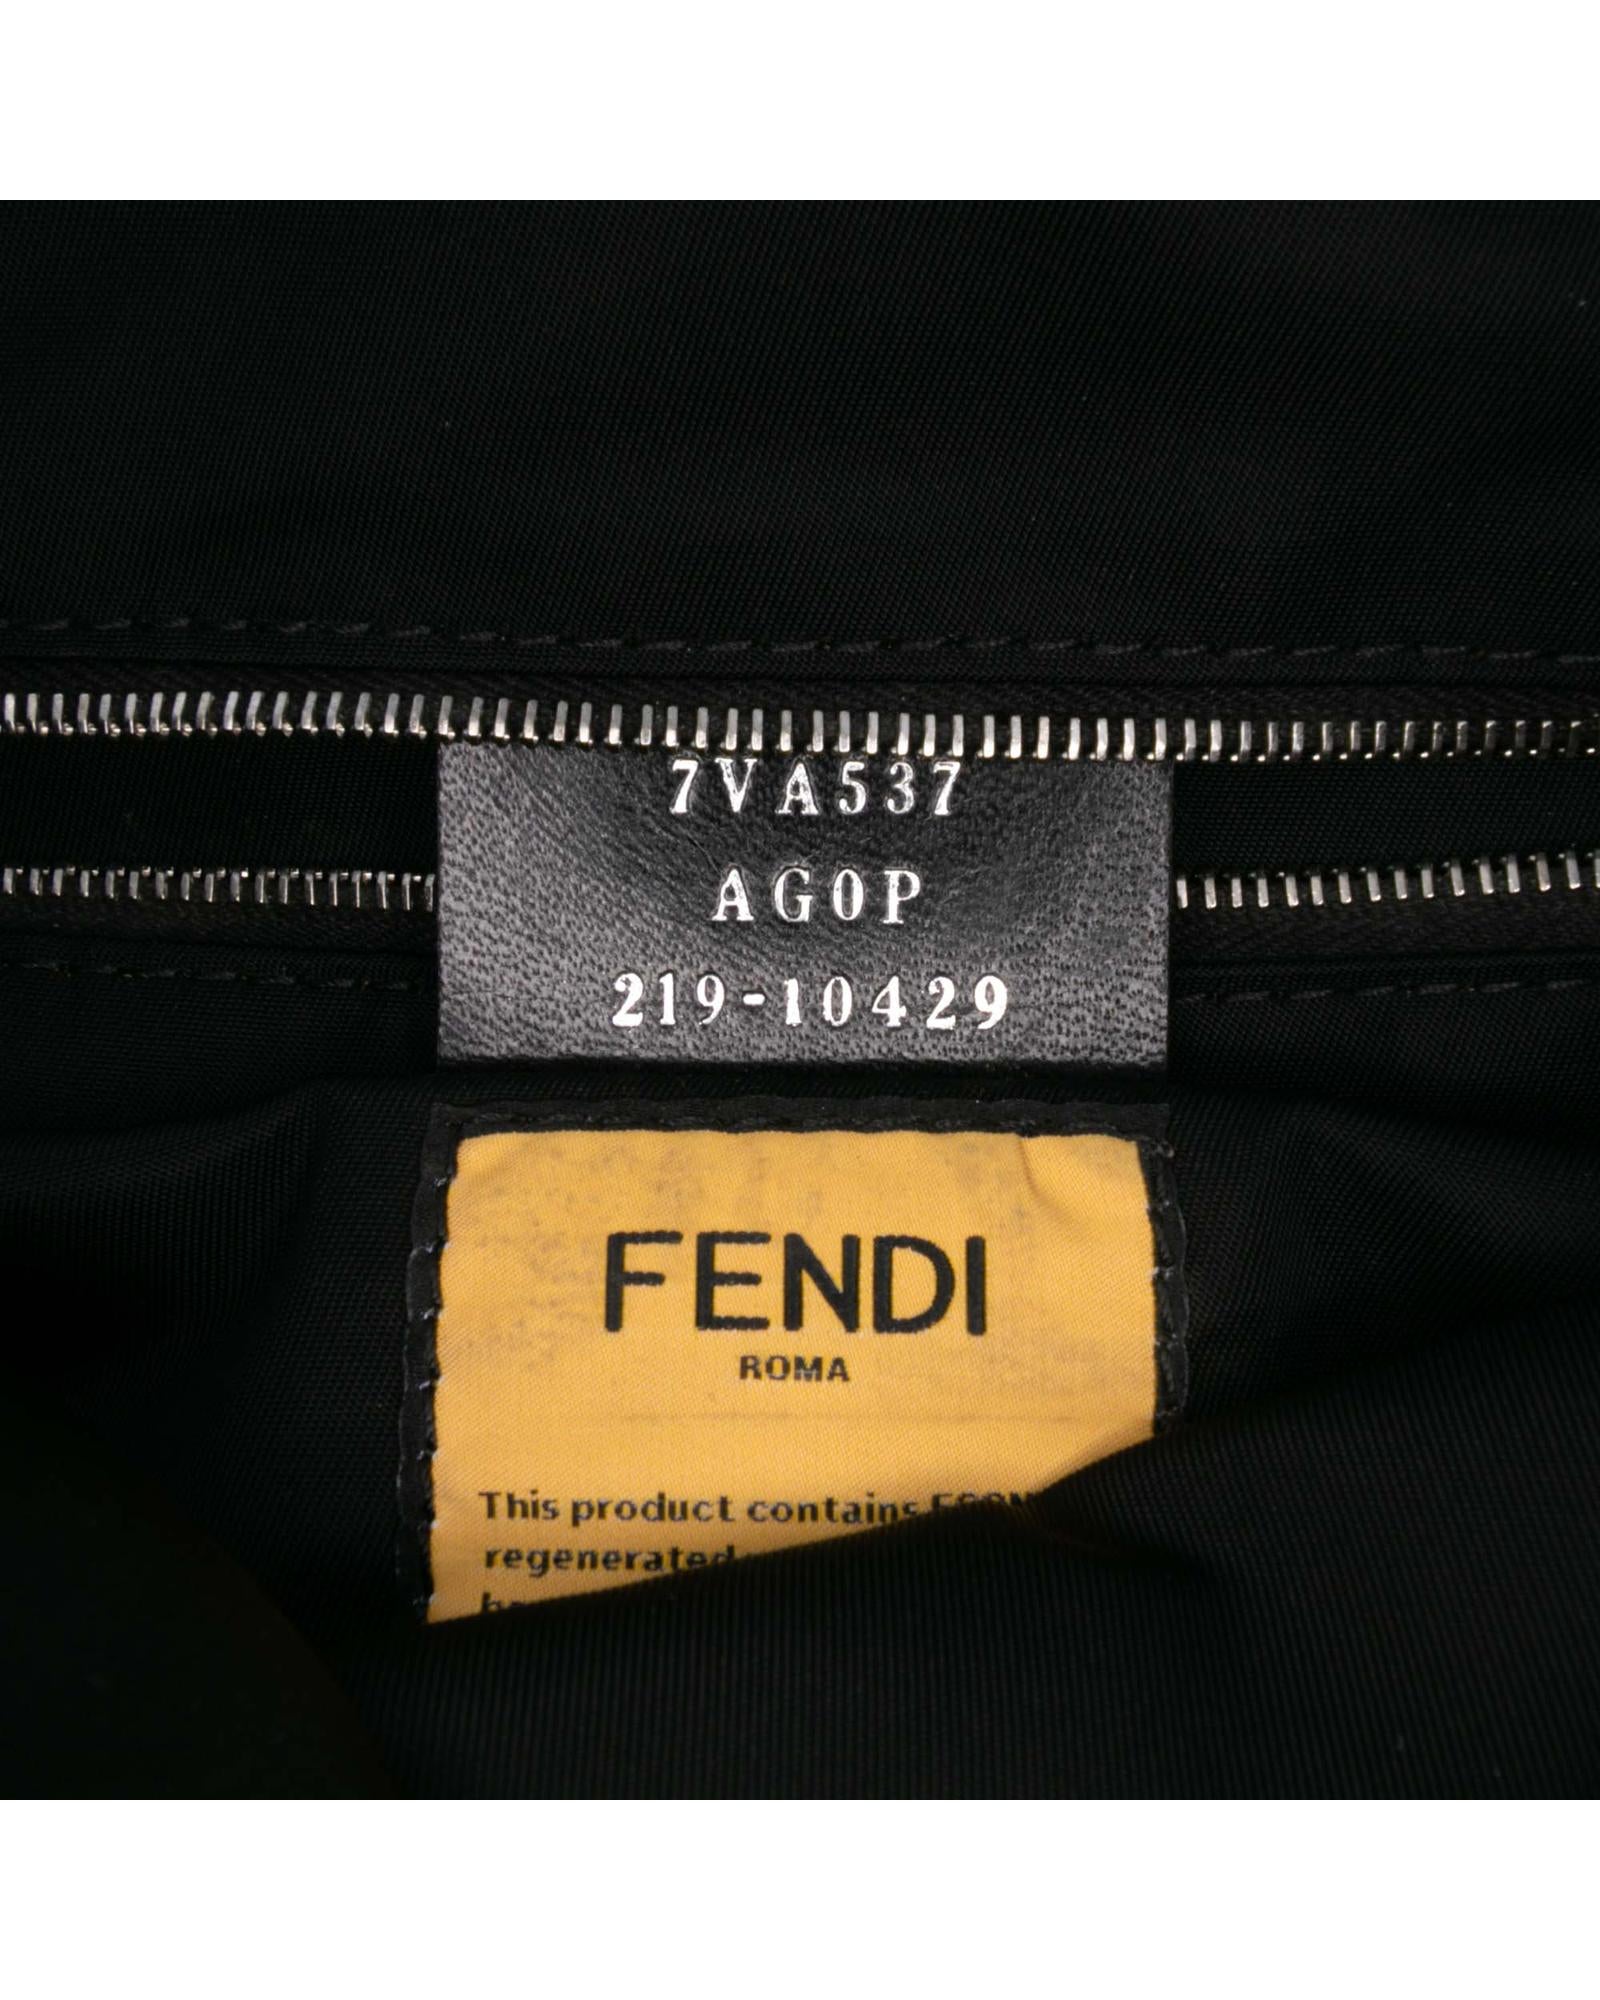 7VA537
AG0P
219-10429
FENDI
ROMA
This product contains
regenerated